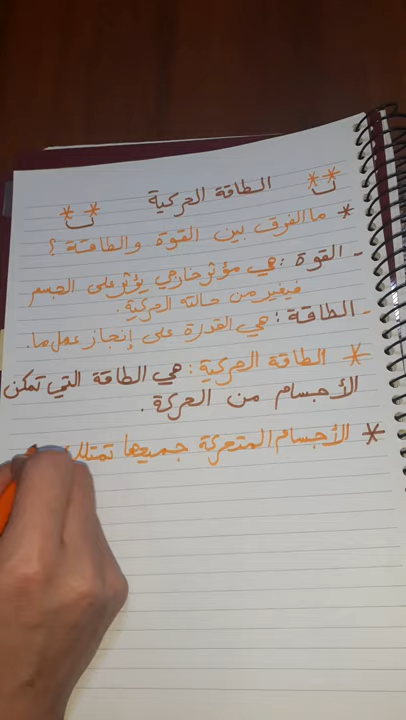 الطاقة الحركية
* ما الفرق بين القوة والطاقة ؟
- القوة : هي مؤثر خارجي يؤثر على الجسم
فيغير من حالته الحركية.
- الطاقة : هي القدرة على إنجاز عمل ما.
* الطاقة الحركية : هي الطاقة التي تمكن
الأجسام من الحركة .
* الأجسام المتحركة جميعها تمتلك